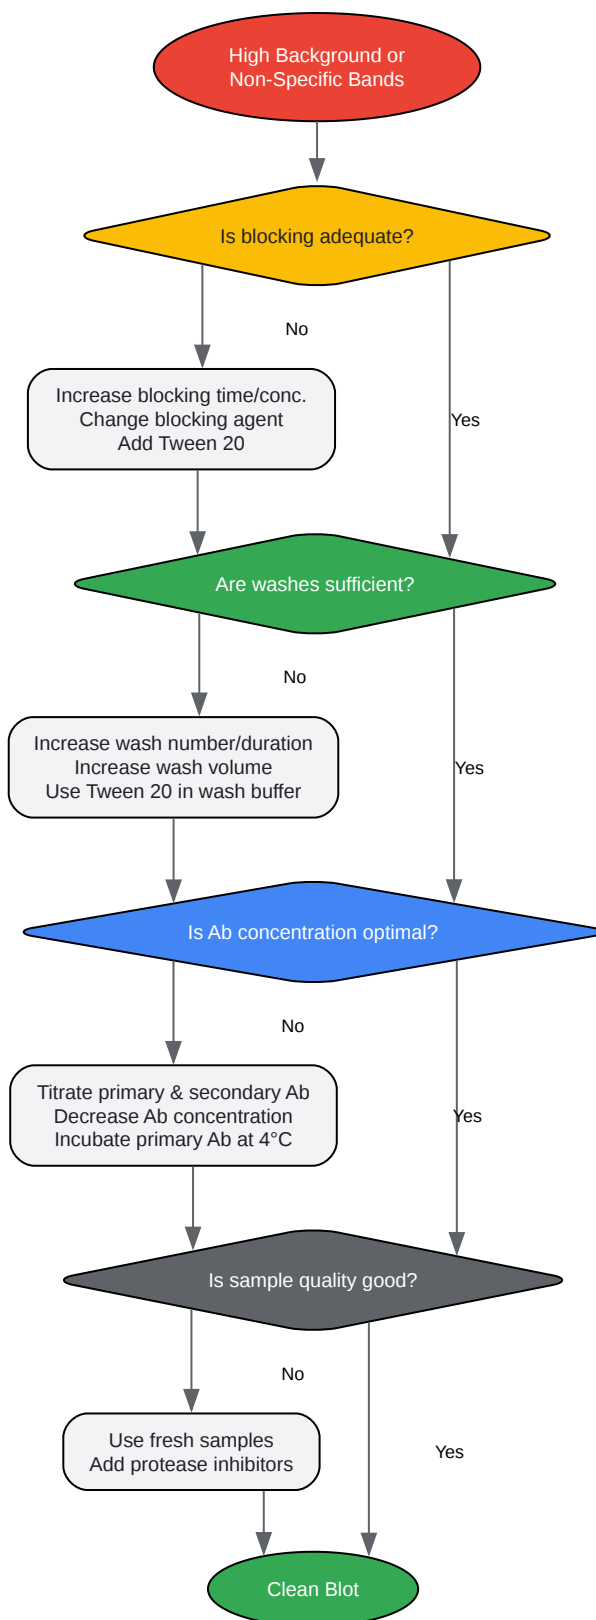 High Background or
Non-Specific Bands
Is blocking adequate?
No
Increase blocking time/conc.
Change blocking agent
Add Tween 20
Yes
Are washes sufficient?
No
Increase wash number/duration
Increase wash volume
Use Tween 20 in wash buffer
Yes
Is Ab concentration optimal?
No
Titrate primary & secondary Ab
Decrease Ab concentration
Incubate primary Ab at 4°C
Yes
Is sample quality good?
No
Use fresh samples
Add protease inhibitors
Yes
Clean Blot